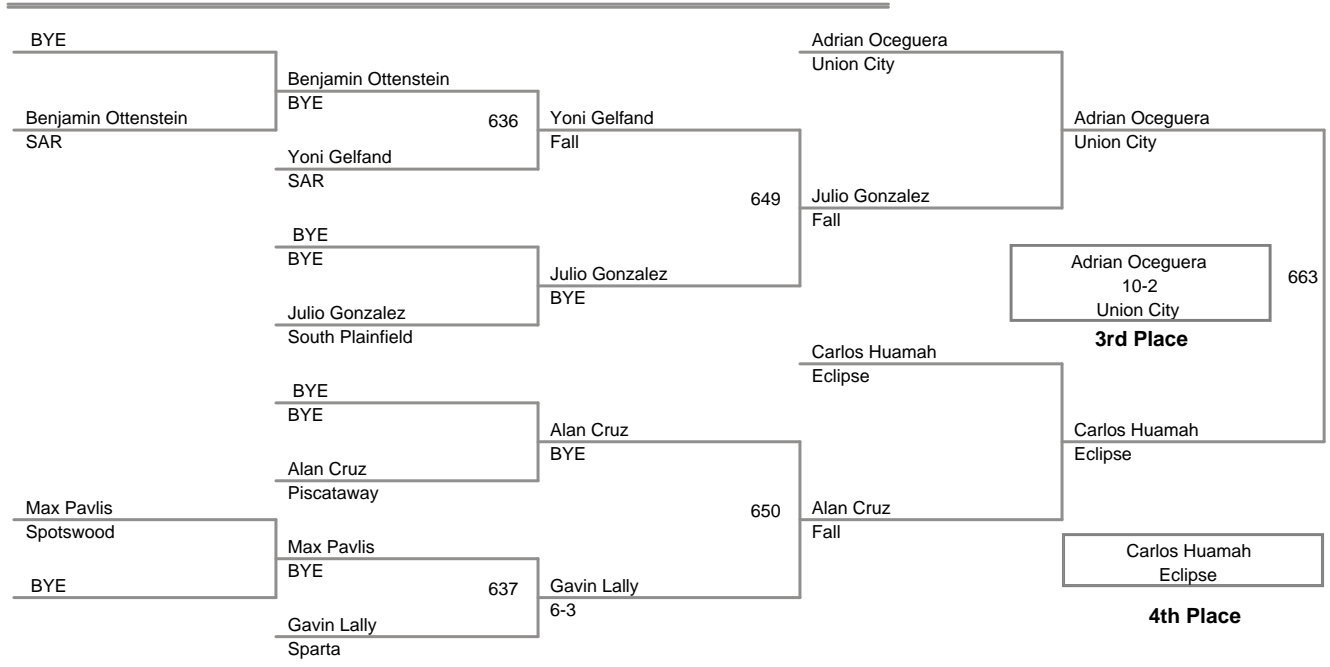 BYE
Benjamin Ottenstein
SAR
Benjamin Ottenstein
BYE
636
Yoni Gelfand
SAR
Yoni Gelfand
Fall
BYE
BYE
Julio Gonzalez
South Plainfield
Julio Gonzalez
BYE
649
Adrian Oceguera
Union City
Julio Gonzalez
Fall
Adrian Oceguera
Union City
Adrian Oceguera
10-2
Union City
3rd Place
663
BYE
BYE
Alan Cruz
Piscataway
Alan Cruz
BYE
Max Pavlis
Spotswood
BYE
Max Pavlis
BYE
637
Gavin Lally
Sparta
Gavin Lally
6-3
650
Carlos Huamah
Eclipse
Alan Cruz
Fall
Carlos Huamah
Eclipse
Carlos Huamah
Eclipse
4th Place